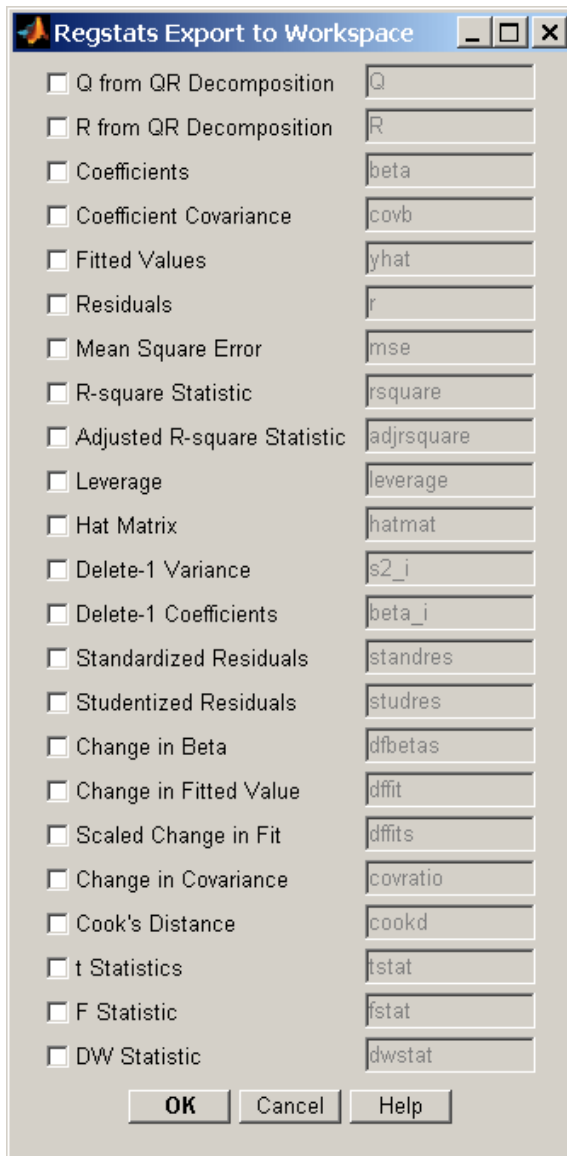 Regstats Export to Workspace
Q from QR Decomposition Q
R from QR Decomposition R
Coefficients beta
Coefficient Covariance covb
Fitted Values yhat
Residuals r
Mean Square Error mse
R-square Statistic rsquare
Adjusted R-square Statistic adjrsquare
Leverage leverage
Hat Matrix hatmat
Delete-1 Variance s2_i
Delete-1 Coefficients beta_i
Standardized Residuals standres
Studentized Residuals studres
Change in Beta dfbetas
Change in Fitted Value dffit
Scaled Change in Fit dffits
Change in Covariance covratio
Cook's Distance cookd
t Statistics tstat
F Statistic fstat
DW Statistic dwstat
OK Cancel Help